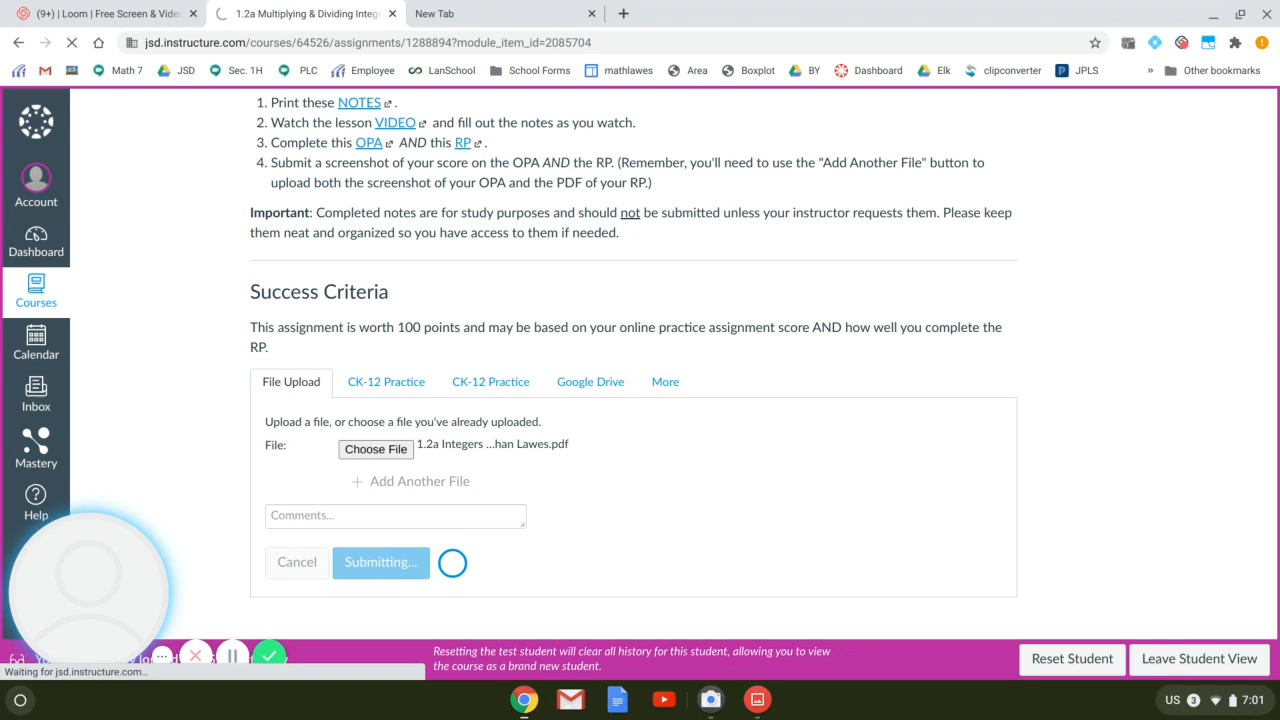 (9+) | Loom | Free Screen & Vide
1.2a Multiplying & Dividing Intege
New Tab
jsd.instructure.com/courses/64526/assignments/1288894?module_item_id=2085704
Math 7
JSD
Sec. 1H
PLC
Employee
LanSchool
School Forms
mathlawes
Area
Boxplot
BY
Dashboard
Elk
clipconverter
JPLS
»
Other bookmarks
Account
Dashboard
Courses
Calendar
Inbox
Mastery
Help
1. Print these NOTES .
2. Watch the lesson VIDEO and fill out the notes as you watch.
3. Complete this OPA AND this RP .
4. Submit a screenshot of your score on the OPA AND the RP. (Remember, you'll need to use the "Add Another File" button to
upload both the screenshot of your OPA and the PDF of your RP.)
Important: Completed notes are for study purposes and should not be submitted unless your instructor requests them. Please keep
them neat and organized so you have access to them if needed.
Success Criteria
This assignment is worth 100 points and may be based on your online practice assignment score AND how well you complete the
RP.
File Upload
CK-12 Practice
CK-12 Practice
Google Drive
More
Upload a file, or choose a file you've already uploaded.
File:
Choose File
1.2a Integers ...han Lawes.pdf
+ Add Another File
Comments...
Cancel
Submitting...
Resetting the test student will clear all history for this student, allowing you to view
the course as a brand new student.
Reset Student
Leave Student View
Waiting for jsd.instructure.com...
US
3
7:01